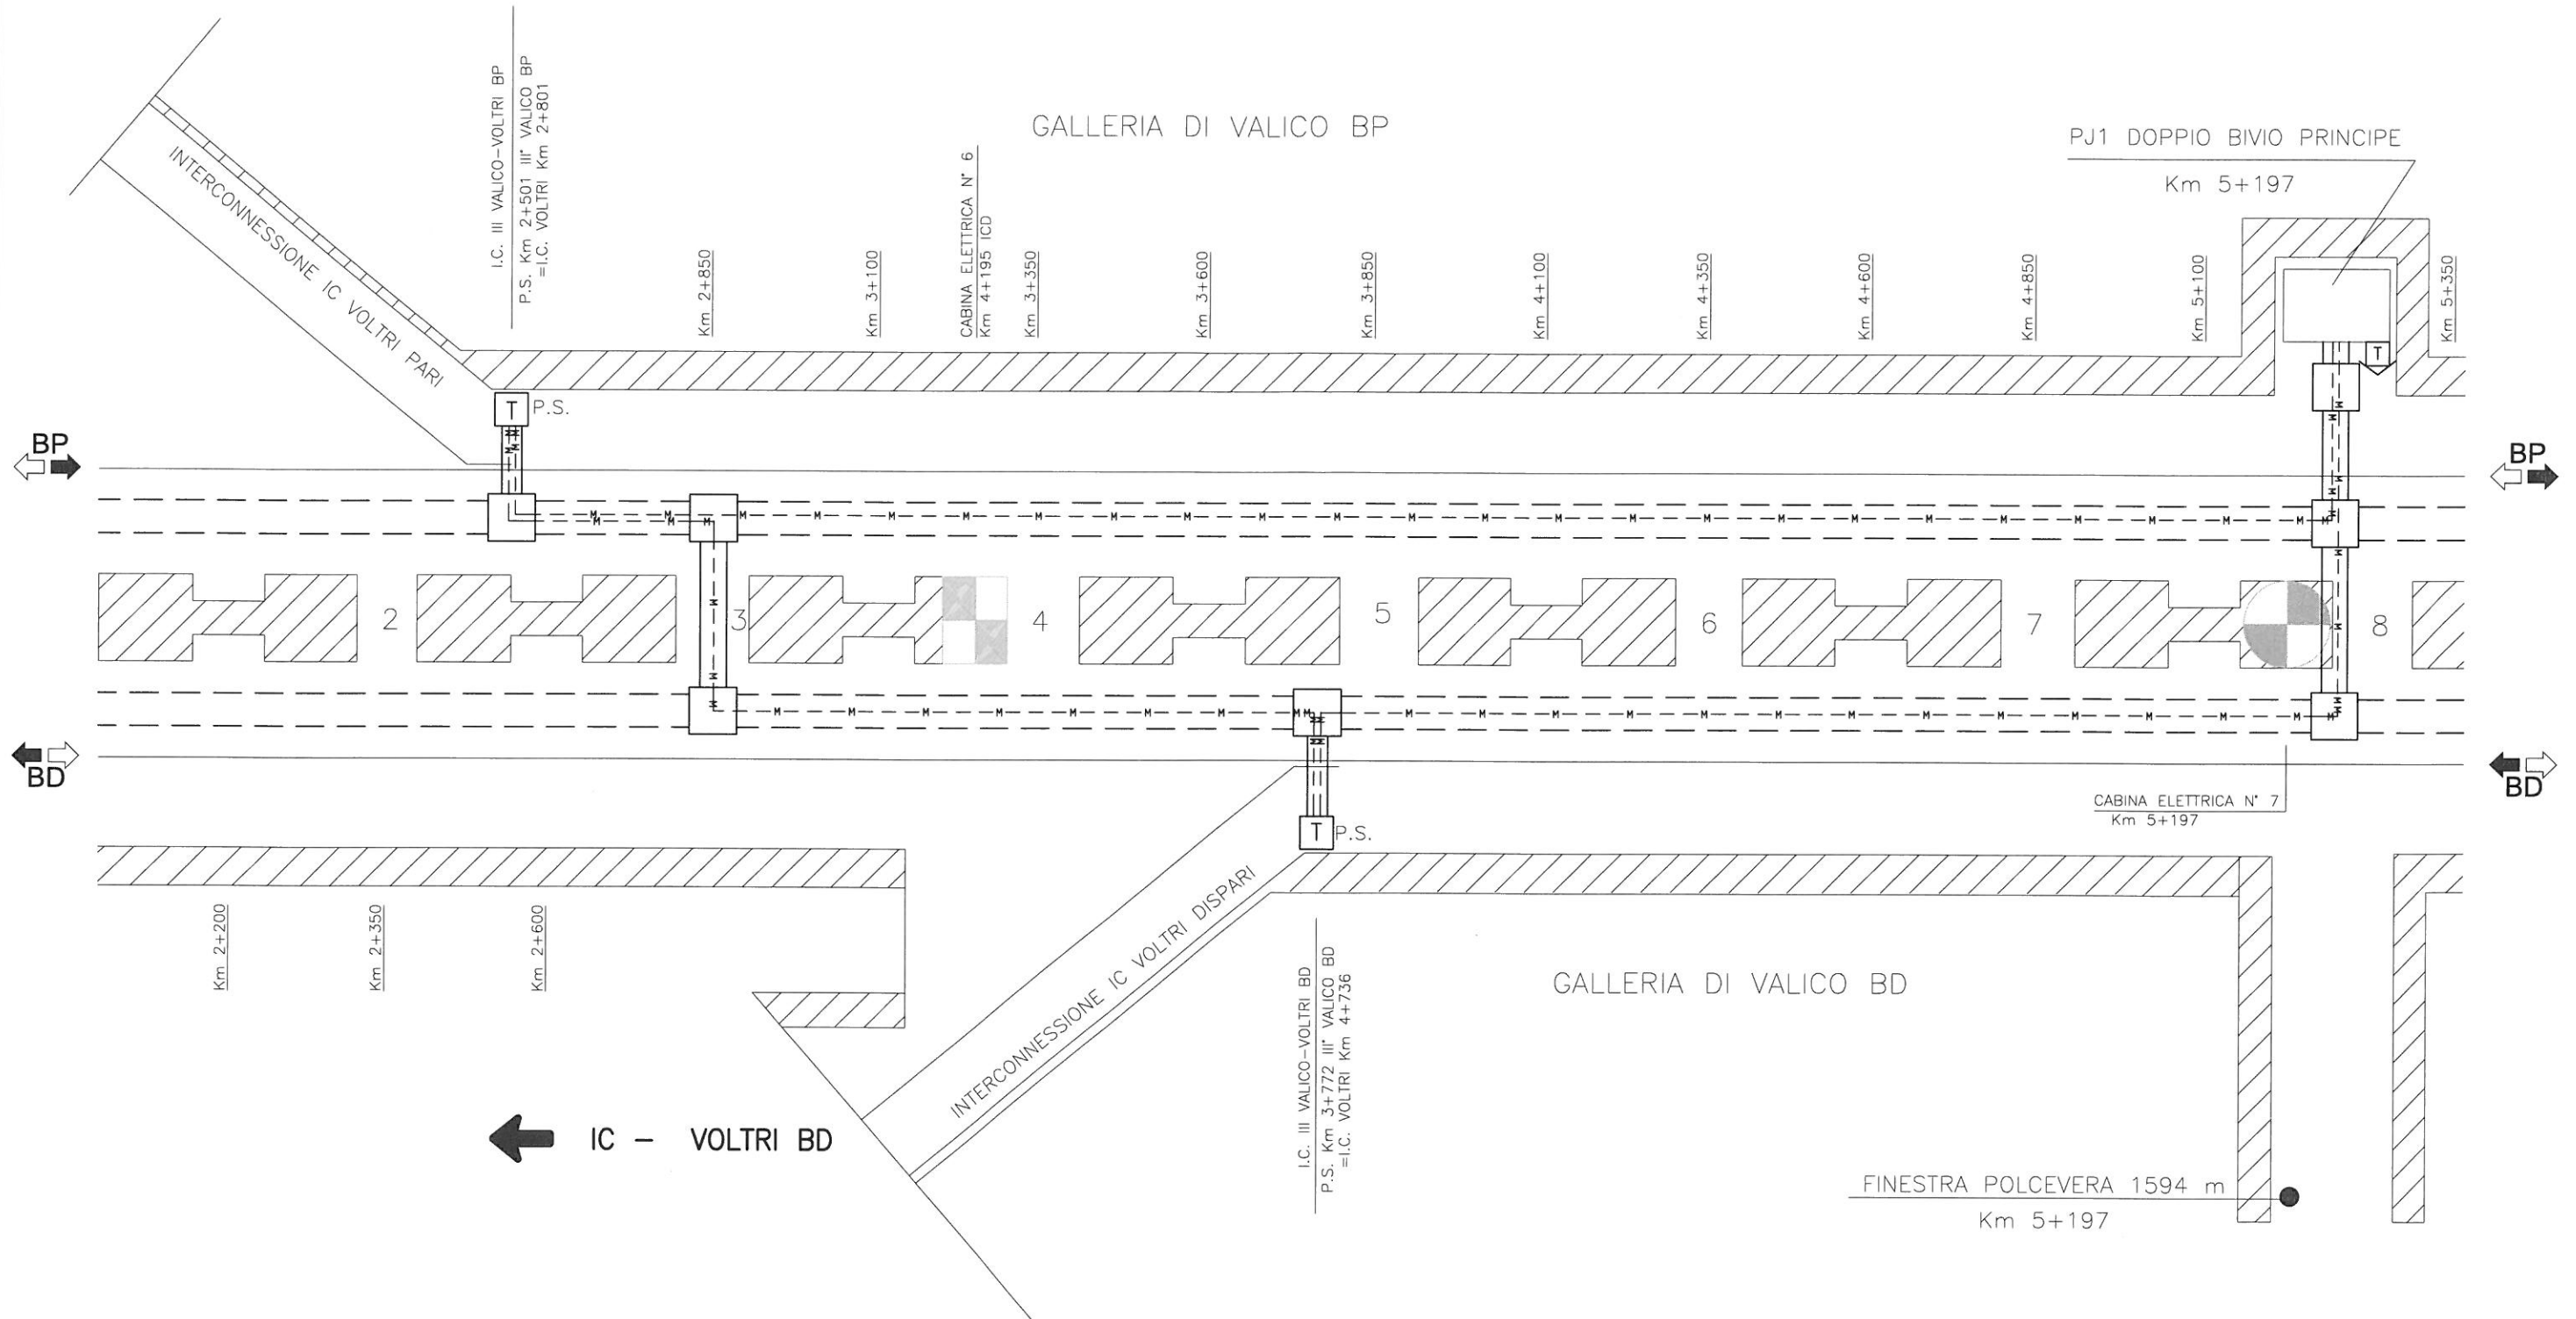 GALLERIA DI VALICO BP
PJ1 DOPPIO BIVIO PRINCIPE
Km 5+197
INTERCONNESSIONE IC VOLTRI PARI
I.C. III VALICO-VOLTRI BP
P.S. Km 2+501 III° VALICO BP
=I.C. VOLTRI Km 2+801
Km 2+850
Km 3+100
CABINA ELETTRICA N° 6
Km 4+195 ICD
Km 3+350
Km 3+600
Km 3+850
Km 4+100
Km 4+350
Km 4+600
Km 4+850
Km 5+100
Km 5+350
T
T P.S.
BP
BP
M M M M M M M M M M M M M M M M M M M M M M M M
2 3 4 5 6 7 8
M M M M M M M M M M M M M M M M M M M M M M
BD
BD
T P.S.
CABINA ELETTRICA N° 7
Km 5+197
Km 2+200
Km 2+350
Km 2+600
INTERCONNESSIONE IC VOLTRI DISPARI
I.C. III VALICO-VOLTRI BD
P.S. Km 3+772 III° VALICO BD
=I.C. VOLTRI Km 4+736
GALLERIA DI VALICO BD
IC - VOLTRI BD
FINESTRA POLCEVERA 1594 m
Km 5+197